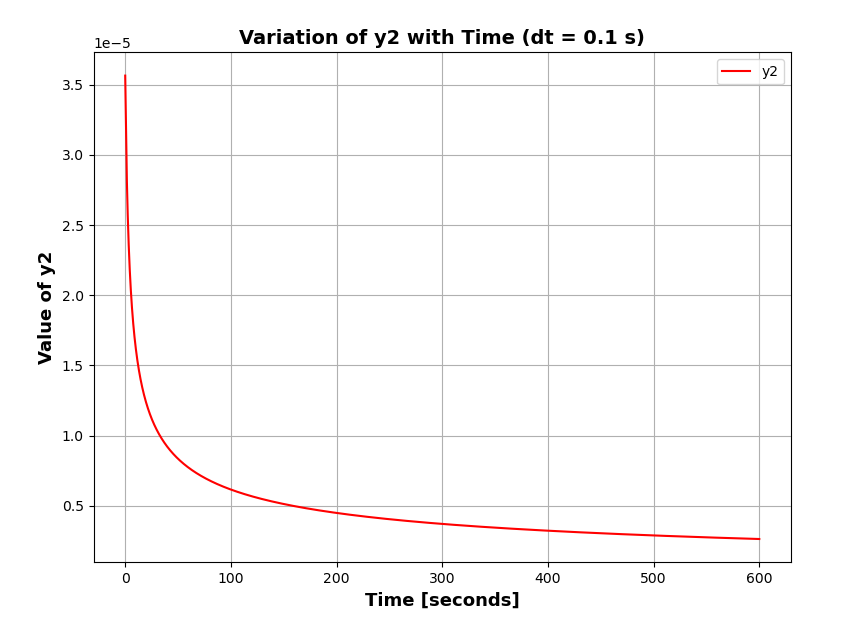 Variation of y2 with Time (dt = 0.1 s)
1e−5
y2
3.5
3.0
2.5
2.0
1.5
1.0
0.5
Value of y2
0 100 200 300 400 500 600
Time [seconds]